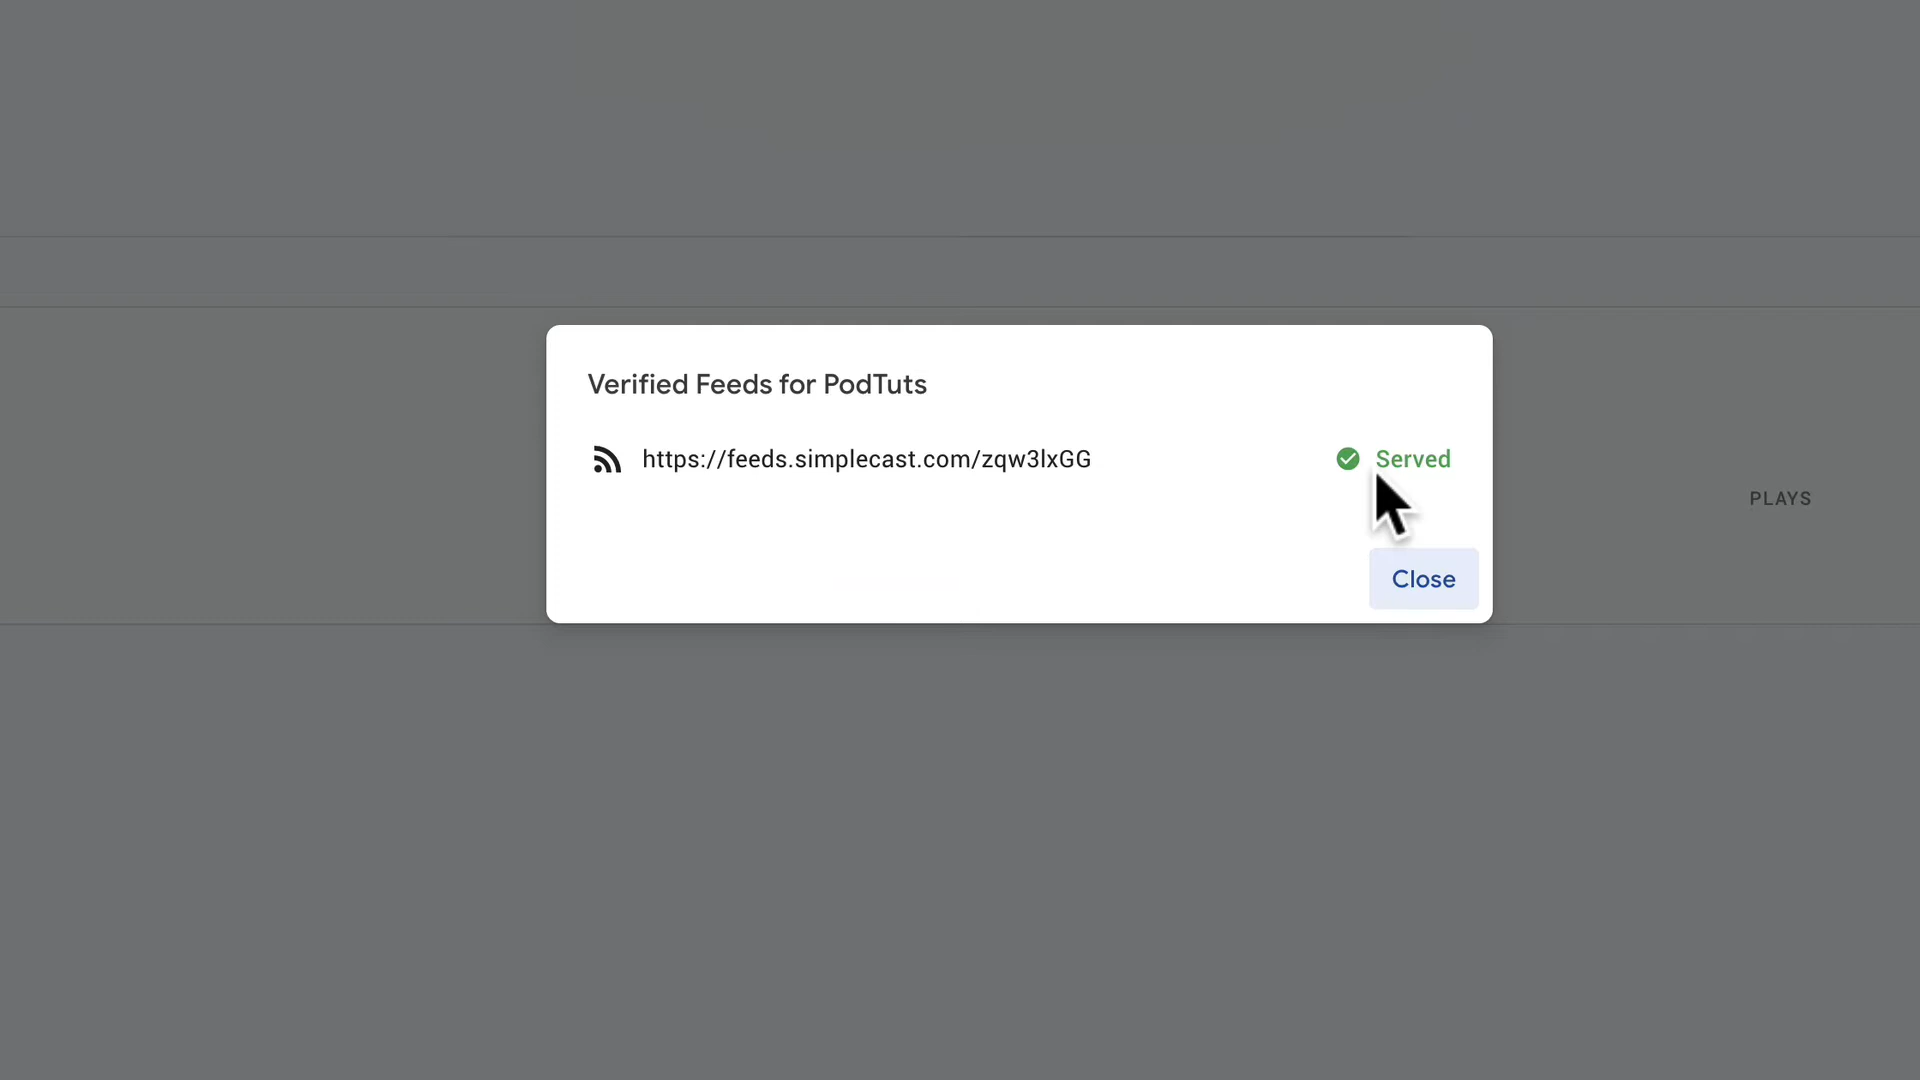 Verified Feeds for PodTuts
https://feeds.simplecast.com/zqw3lxGG
Served
PLAYS
Close